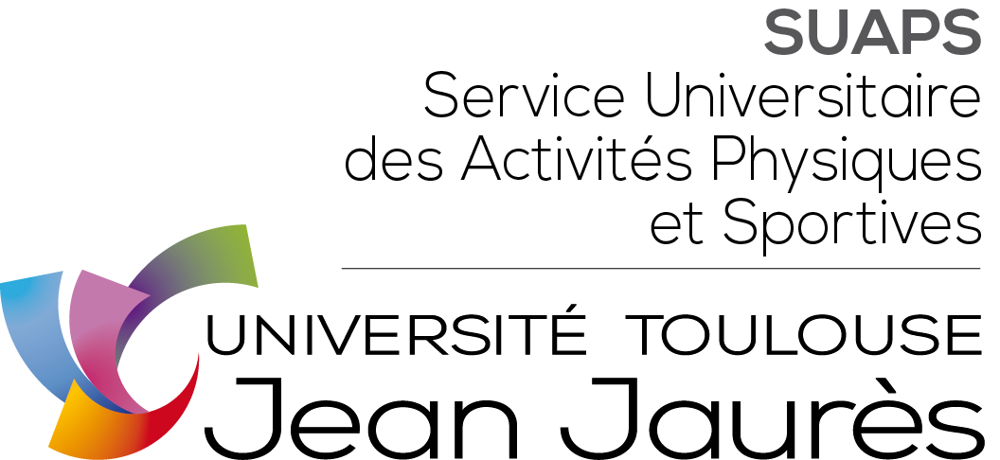 SUAPS
Service Universitaire
des Activités Physiques
et Sportives
UNIVERSITÉ TOULOUSE
Jean Jaurès